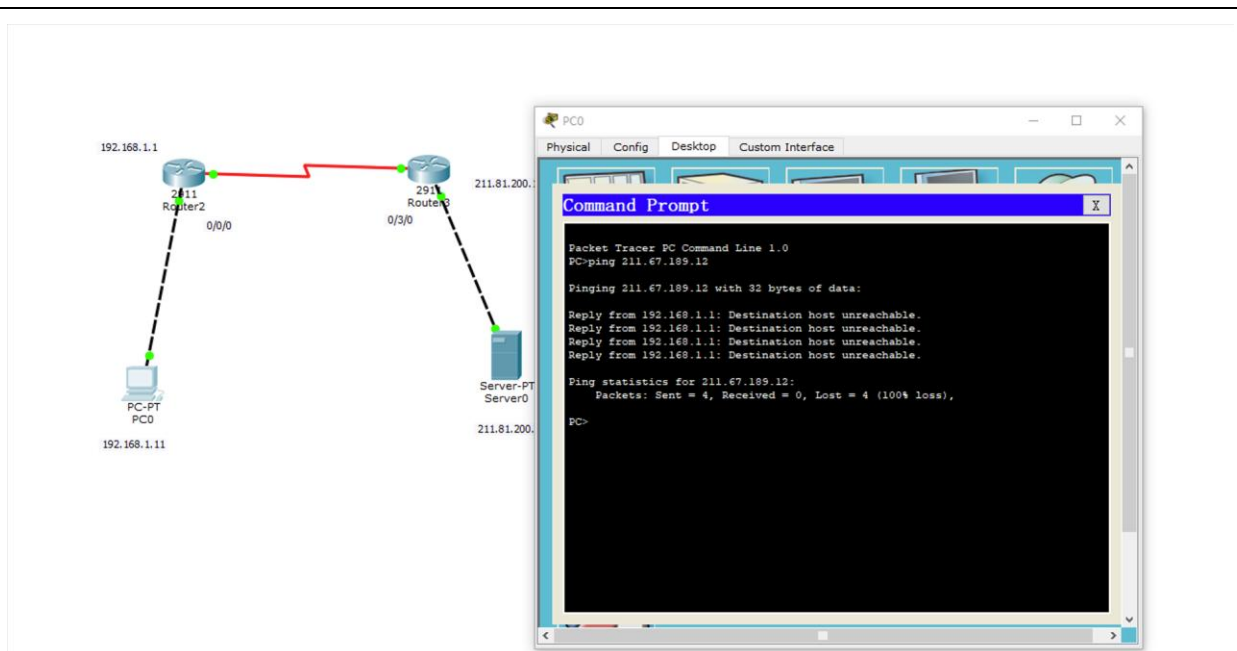 192.168.1.1
2911
Router2
0/0/0
2911
Router3
0/3/0
211.81.200.
PC-PT
PC0
192.168.1.11
Server-PT
Server0
211.81.200.
PC0
Physical Config Desktop Custom Interface
Command Prompt X
Packet Tracer PC Command Line 1.0
PC>ping 211.67.189.12
Pinging 211.67.189.12 with 32 bytes of data:
Reply from 192.168.1.1: Destination host unreachable.
Reply from 192.168.1.1: Destination host unreachable.
Reply from 192.168.1.1: Destination host unreachable.
Reply from 192.168.1.1: Destination host unreachable.
Ping statistics for 211.67.189.12:
Packets: Sent = 4, Received = 0, Lost = 4 (100% loss),
PC>